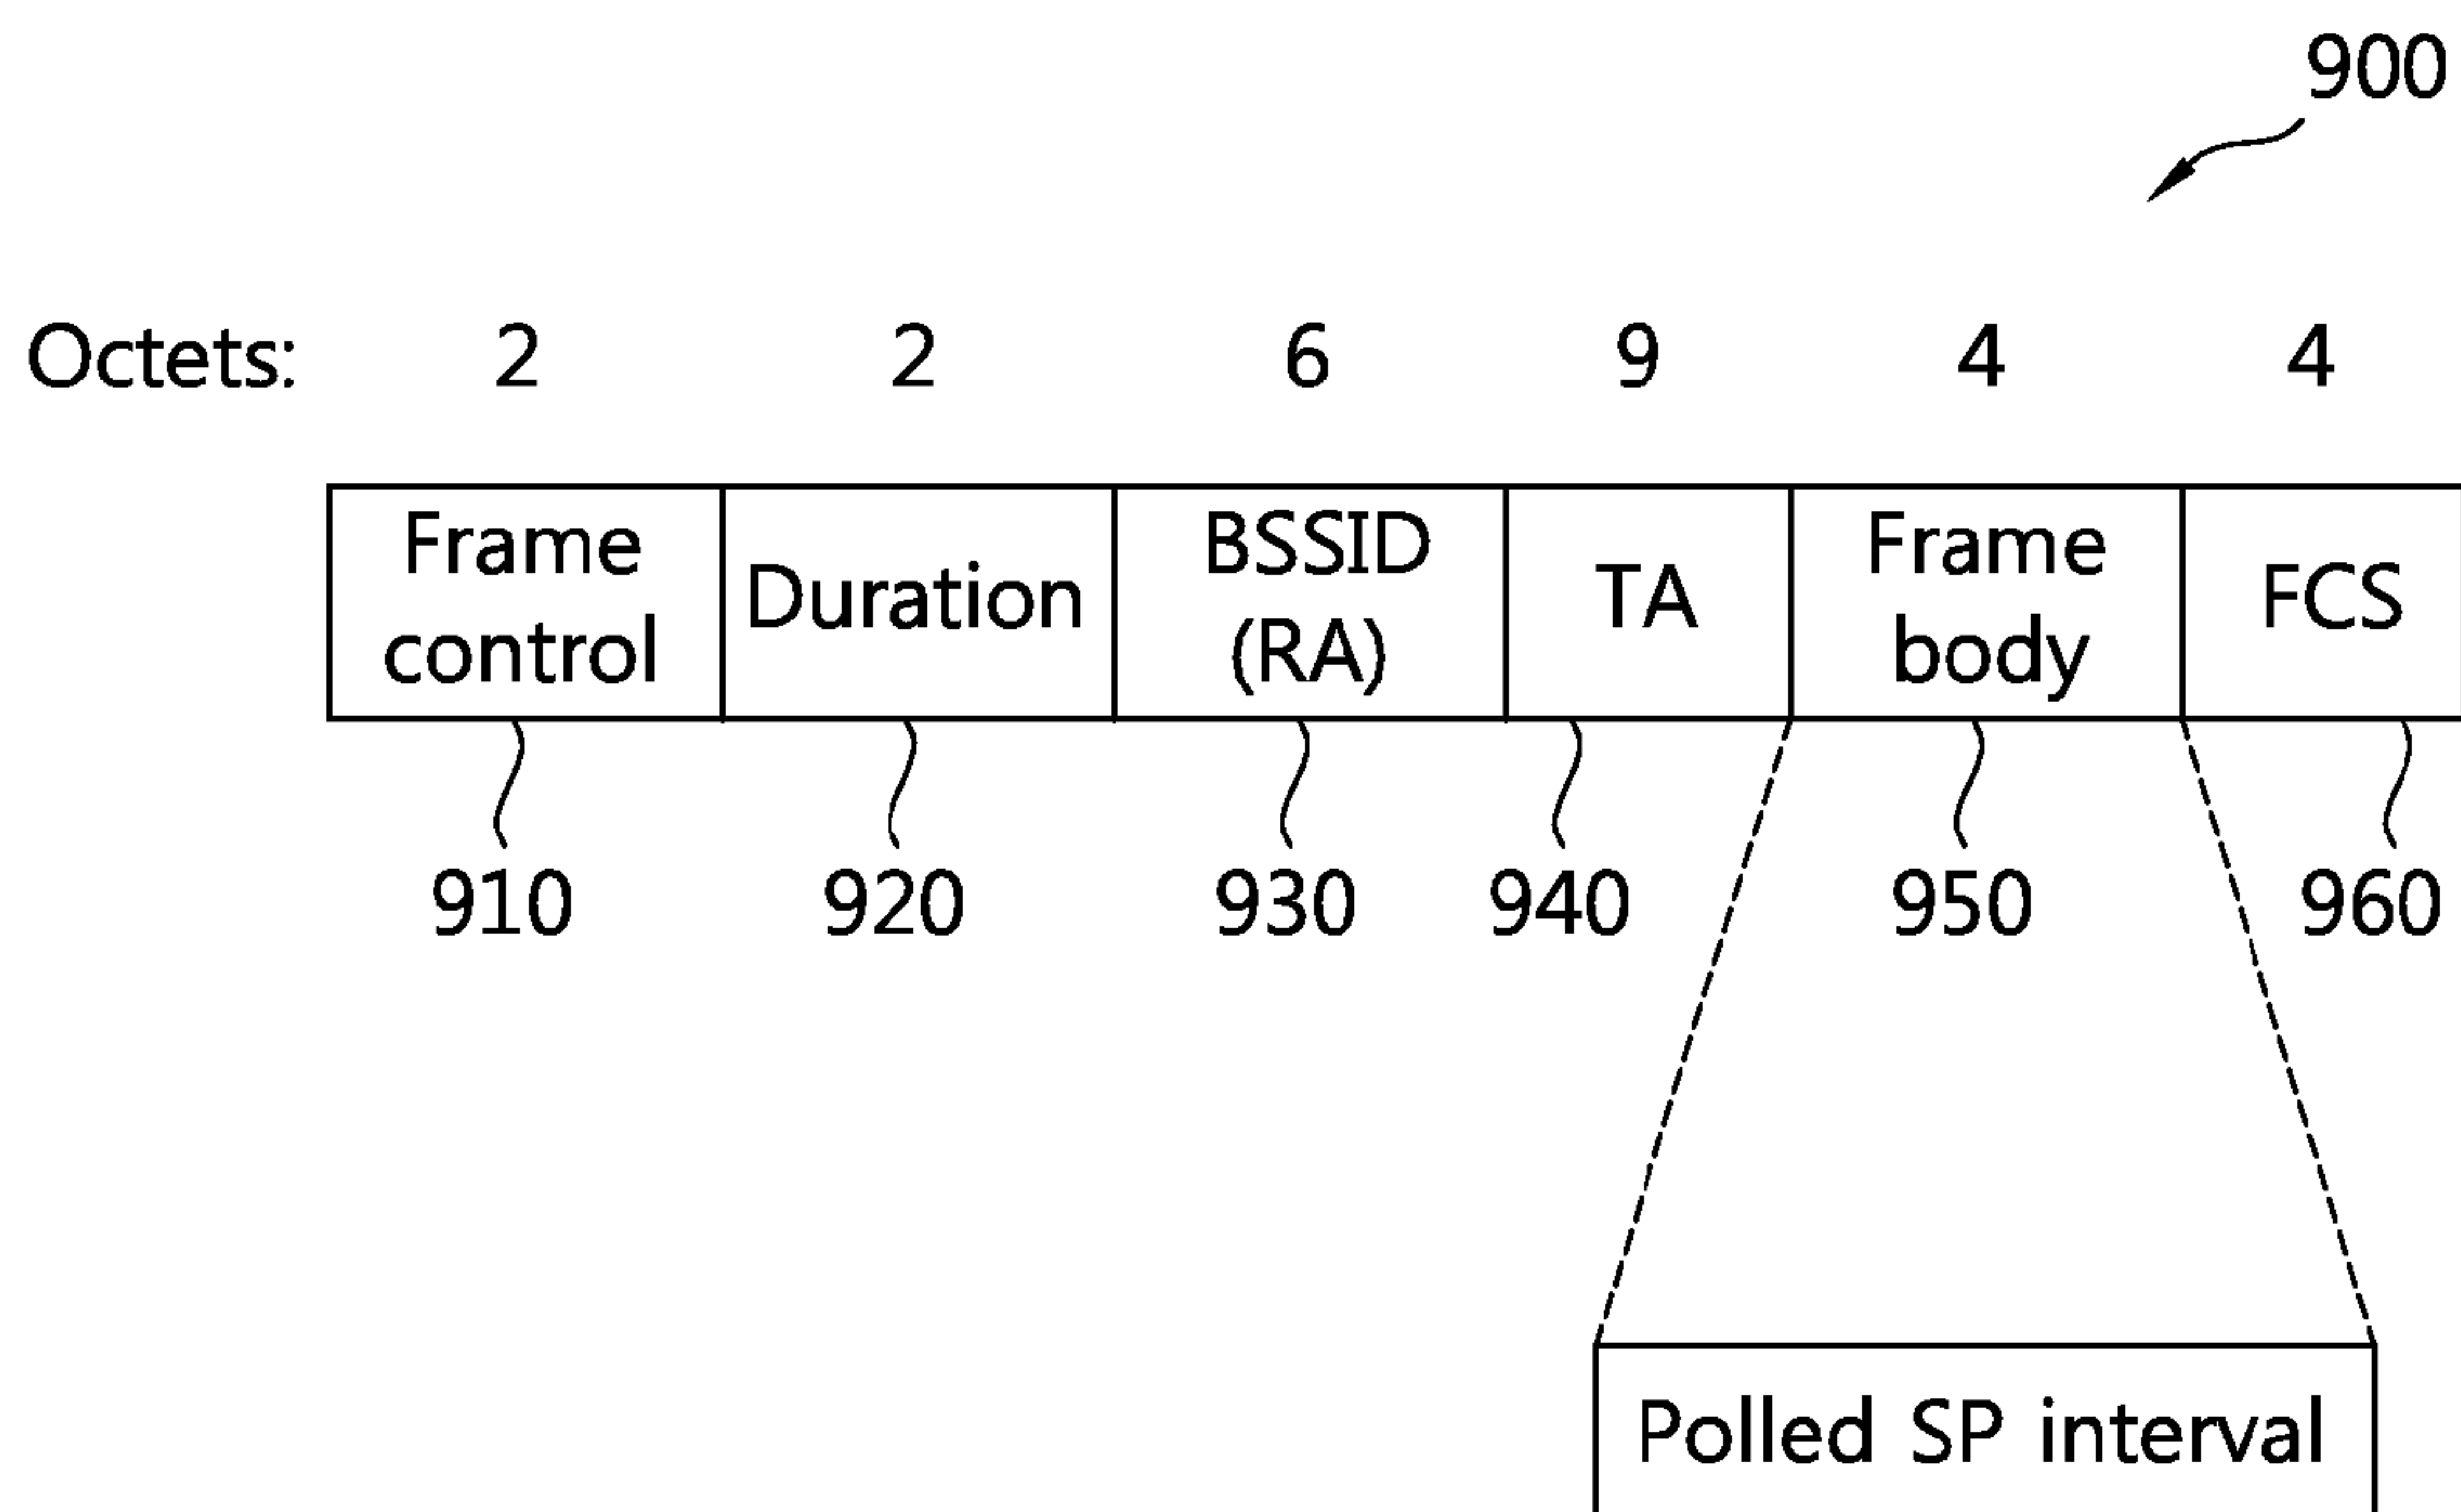 900
Octets: 2 2 6 9 4 4
Frame control
Duration
BSSID (RA)
TA
Frame body
FCS
910 920 930 940 950 960
Polled SP interval